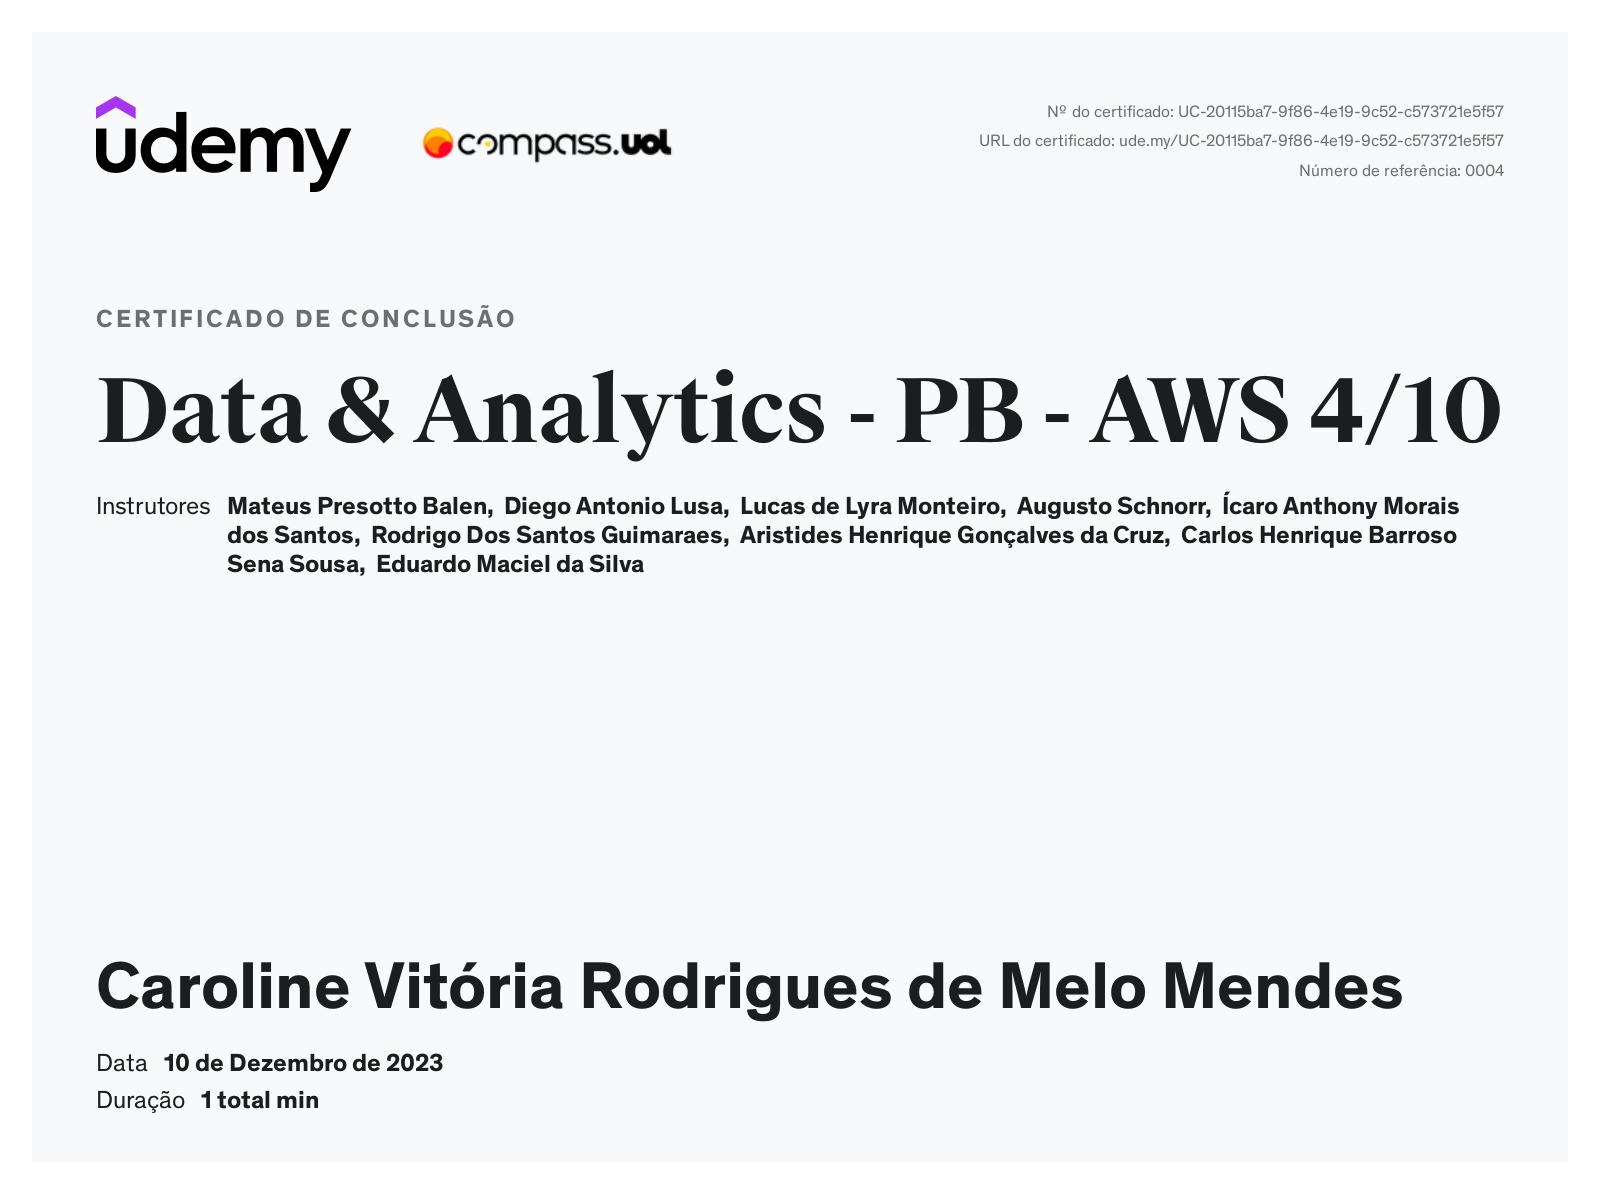 udemy
compass.uol
Nº do certificado: UC-20115ba7-9f86-4e19-9c52-c573721e5f57
URL do certificado: ude.my/UC-20115ba7-9f86-4e19-9c52-c573721e5f57
Número de referência: 0004
CERTIFICADO DE CONCLUSÃO
Data & Analytics - PB - AWS 4/10
Instrutores Mateus Presotto Balen, Diego Antonio Lusa, Lucas de Lyra Monteiro, Augusto Schnorr, Ícaro Anthony Morais
dos Santos, Rodrigo Dos Santos Guimaraes, Aristides Henrique Gonçalves da Cruz, Carlos Henrique Barroso
Sena Sousa, Eduardo Maciel da Silva
Caroline Vitória Rodrigues de Melo Mendes
Data 10 de Dezembro de 2023
Duração 1 total min